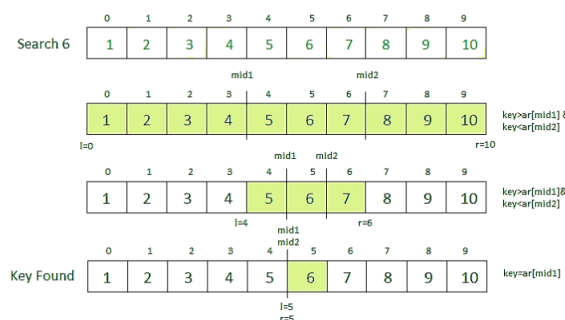 0 1 2 3 4 5 6 7 8 9
Search 6 1 2 3 4 5 6 7 8 9 10
mid1 mid2
0 1 2 3 4 5 6 7 8 9
1 2 3 4 5 6 7 8 9 10 key>ar[mid1] &
key<ar[mid2]
l=0 r=10
mid1 mid2
0 1 2 3 4 5 6 7 8 9
1 2 3 4 5 6 7 8 9 10 key>ar[mid1]&
key<ar[mid2]
l=4 r=6
mid1
mid2
0 1 2 3 4 5 6 7 8 9
Key Found 1 2 3 4 5 6 7 8 9 10 key=ar[mid1]
l=5
r=5